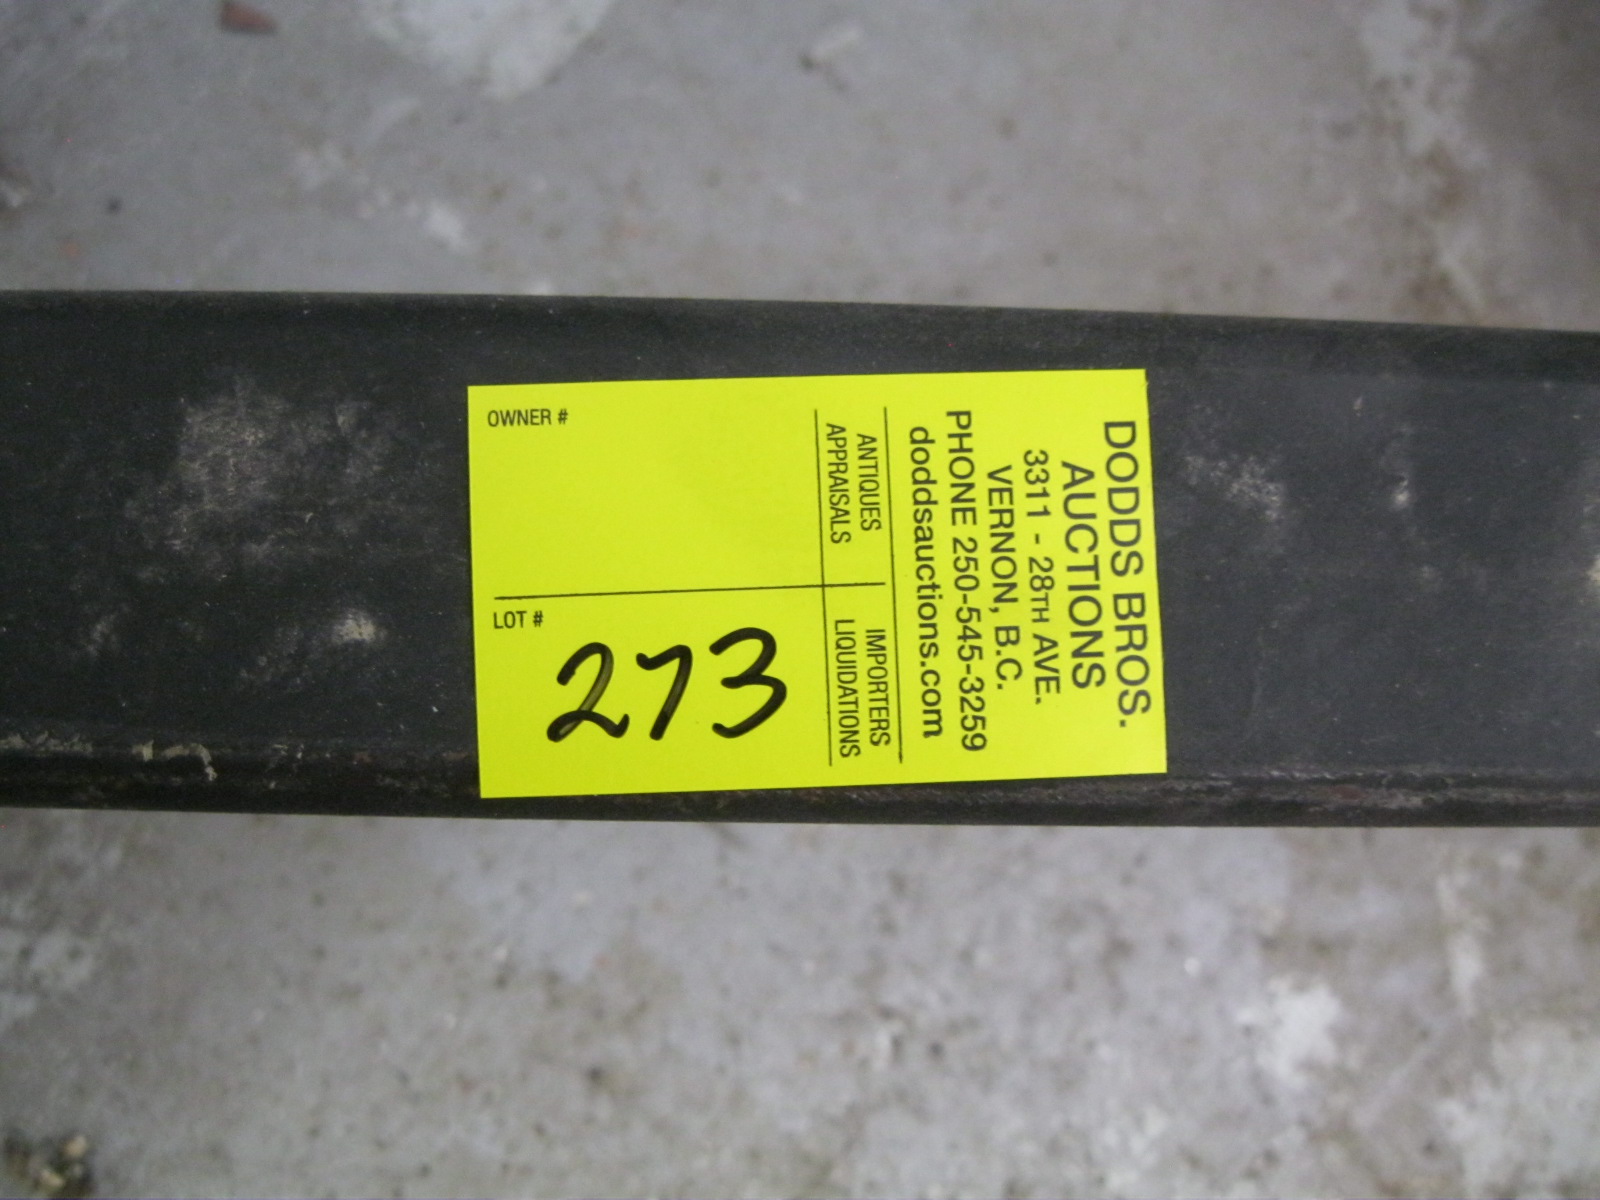 DODDS BROS.
AUCTIONS
3311 - 28TH AVE.
VERNON, B.C.
PHONE 250-545-3259
doddsauctions.com
ANTIQUES
APPRAISALS
IMPORTERS
LIQUIDATIONS
OWNER #
LOT #
273